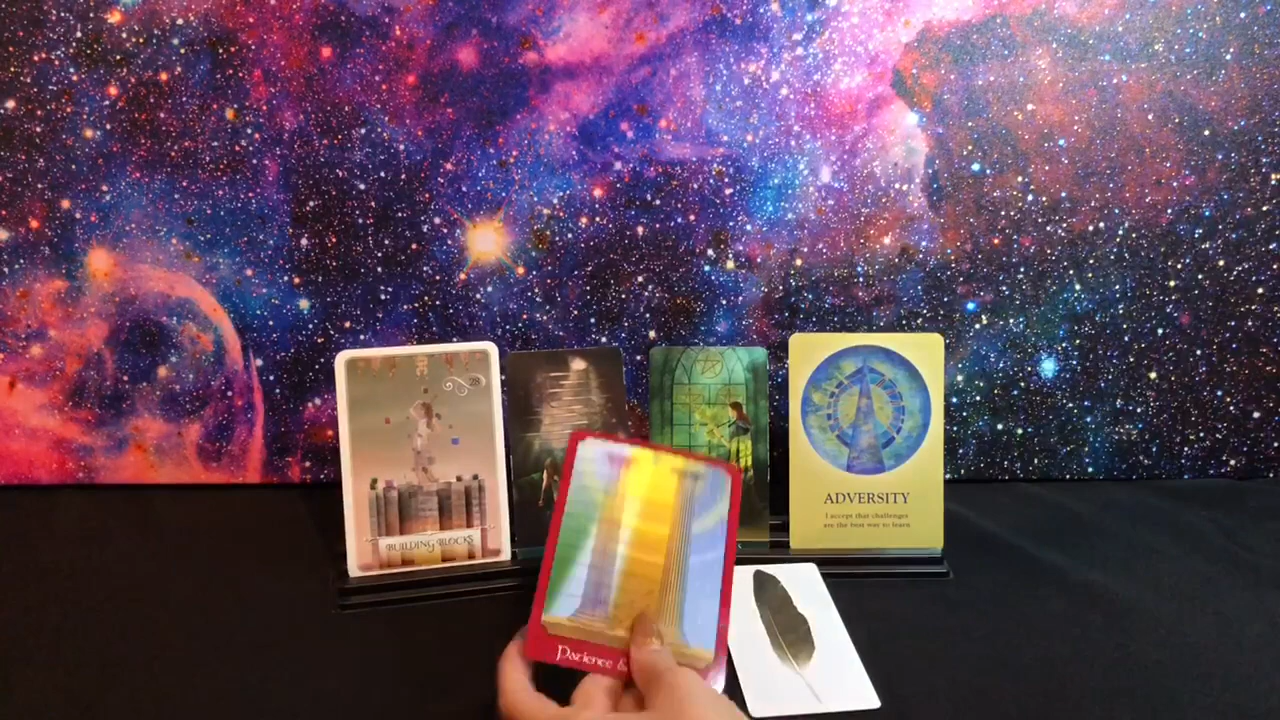 28
BUILDING BLOCKS
ADVERSITY
I accept that challenges
are the best way to learn
Patience &